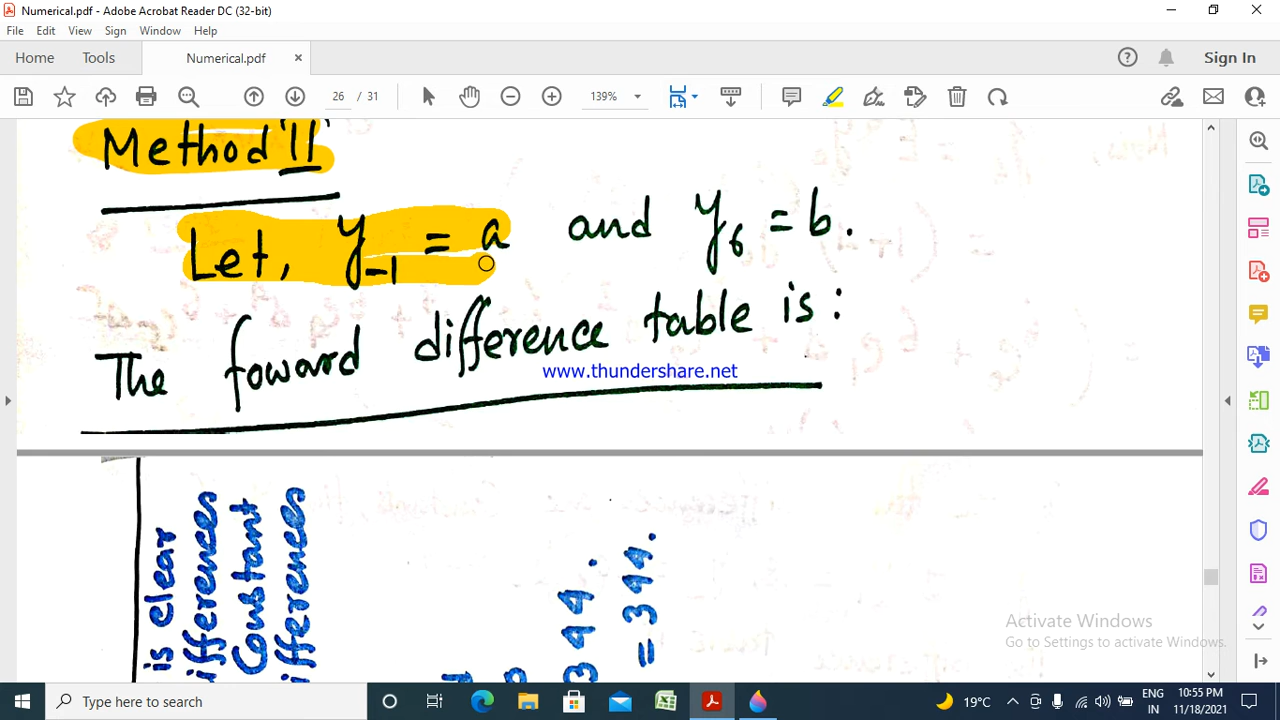 Numerical.pdf - Adobe Acrobat Reader DC (32-bit)
File Edit View Sign Window Help
Home Tools Numerical.pdf × Sign In
26 / 31 139%
Method 'II'
Let, y₋₁ = a and y₆ = b.
The foward difference table is:
www.thundershare.net
is clear
ifferences
Constant
ifferences
344.
= 344.
Activate Windows
Go to Settings to activate Windows.
Type here to search
19°C
ENG
IN
10:55 PM
11/18/2021